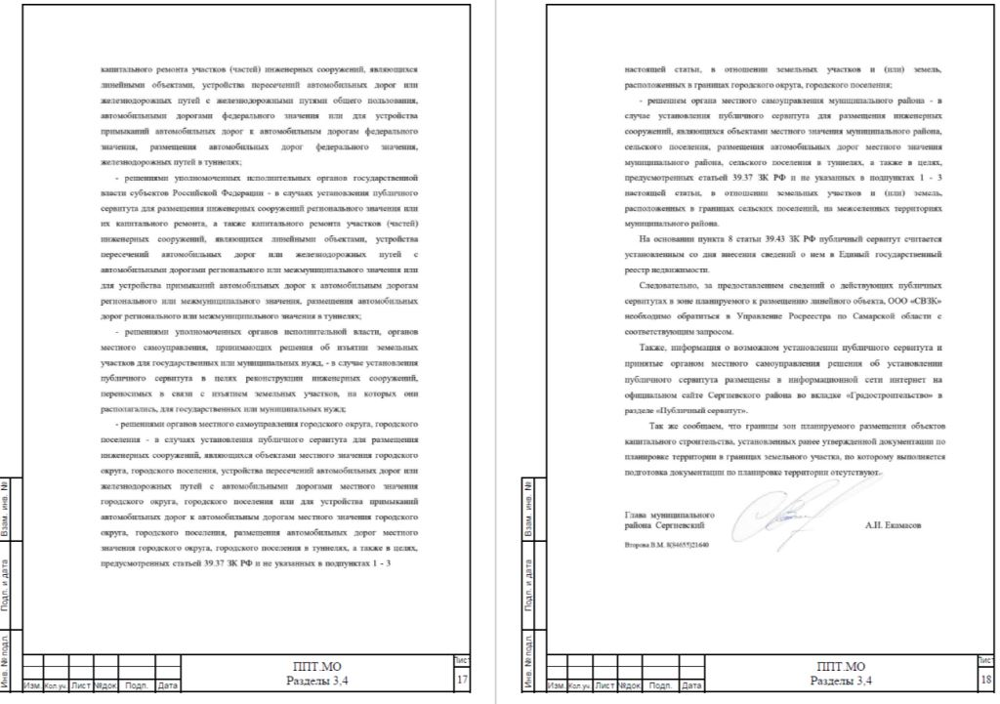 капитального ремонта участков (частей) инженерных сооружений, являющихся
линейными объектами, устройства пересечений автомобильных дорог или
железнодорожных путей с железнодорожными путями общего пользования,
автомобильными дорогами федерального значения или для устройства
примыканий автомобильных дорог к автомобильным дорогам федерального
значения, размещения автомобильных дорог федерального значения,
железнодорожных путей в туннелях;
- решениями уполномоченных исполнительных органов государственной
власти субъектов Российской Федерации - в случаях установления публичного
сервитута для размещения инженерных сооружений регионального значения или
их капитального ремонта, а также капитального ремонта участков (частей)
инженерных сооружений, являющихся линейными объектами, устройства
пересечений автомобильных дорог или железнодорожных путей с
автомобильными дорогами регионального или межмуниципального значения или
для устройства примыканий автомобильных дорог к автомобильным дорогам
регионального или межмуниципального значения, размещения автомобильных
дорог регионального или межмуниципального значения в туннелях;
- решениями уполномоченных органов исполнительной власти, органов
местного самоуправления, принимающих решения об изъятии земельных
участков для государственных или муниципальных нужд, - в случае установления
публичного сервитута в целях реконструкции инженерных сооружений,
переносимых в связи с изъятием земельных участков, на которых они
располагались, для государственных или муниципальных нужд;
- решениями органов местного самоуправления городского округа, городского
поселения - в случаях установления публичного сервитута для размещения
инженерных сооружений, являющихся объектами местного значения городского
округа, городского поселения, устройства пересечений автомобильных дорог или
железнодорожных путей с автомобильными дорогами местного значения
городского округа, городского поселения или для устройства примыканий
автомобильных дорог к автомобильным дорогам местного значения городского
округа, городского поселения, размещения автомобильных дорог местного
значения городского округа, городского поселения в туннелях, а также в целях,
предусмотренных статьей 39.37 ЗК РФ и не указанных в подпунктах 1 - 3
Взам. инв. №
Подп. и дата
Инв. № подл.
Изм. Кол.уч. Лист №док. Подп. Дата
ППТ.МО
Разделы 3,4
Лист
17
настоящей статьи, в отношении земельных участков и (или) земель,
расположенных в границах городского округа, городского поселения;
- решением органа местного самоуправления муниципального района - в
случае установления публичного сервитута для размещения инженерных
сооружений, являющихся объектами местного значения муниципального района,
сельского поселения, размещения автомобильных дорог местного значения
муниципального района, сельского поселения в туннелях, а также в целях,
предусмотренных статьей 39.37 ЗК РФ и не указанных в подпунктах 1 - 3
настоящей статьи, в отношении земельных участков и (или) земель,
расположенных в границах сельских поселений, на межселенных территориях
муниципального района.
На основании пункта 8 статьи 39.43 ЗК РФ публичный сервитут считается
установленным со дня внесения сведений о нем в Единый государственный
реестр недвижимости.
Следовательно, за предоставлением сведений о действующих публичных
сервитутах в зоне планируемого к размещению линейного объекта, ООО «СВЗК»
необходимо обратиться в Управление Росреестра по Самарской области с
соответствующим запросом.
Также, информация о возможном установлении публичного сервитута и
принятые органом местного самоуправления решения об установлении
публичного сервитута размещены в информационной сети интернет на
официальном сайте Сергиевского района во вкладке «Градостроительство» в
разделе «Публичный сервитут».
Так же сообщаем, что границы зон планируемого размещения объектов
капитального строительства, установленных ранее утвержденной документации по
планировке территории в границах земельного участка, по которому выполняется
подготовка документации по планировке территории отсутствуют.
Глава муниципального
района Сергиевский
А.И. Екамасов
Второва В.М. 8(84655)21640
Взам. инв. №
Подп. и дата
Инв. № подл.
Изм. Кол.уч. Лист №док. Подп. Дата
ППТ.МО
Разделы 3,4
Лист
18